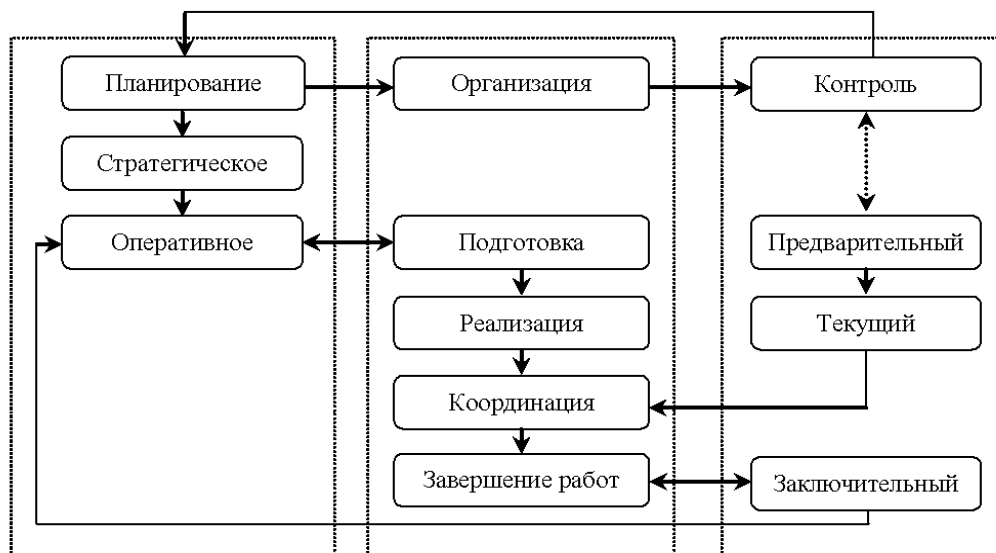 Планирование
Организация
Контроль
Стратегическое
Оперативное
Подготовка
Предварительный
Реализация
Текущий
Координация
Завершение работ
Заключительный